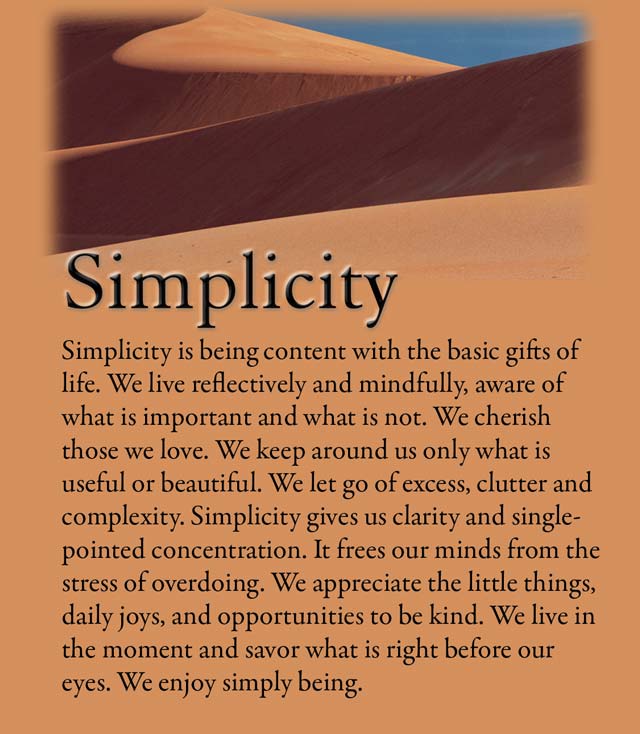 Simplicity
Simplicity is being content with the basic gifts of
life. We live reflectively and mindfully, aware of
what is important and what is not. We cherish
those we love. We keep around us only what is
useful or beautiful. We let go of excess, clutter and
complexity. Simplicity gives us clarity and single-
pointed concentration. It frees our minds from the
stress of overdoing. We appreciate the little things,
daily joys, and opportunities to be kind. We live in
the moment and savor what is right before our
eyes. We enjoy simply being.